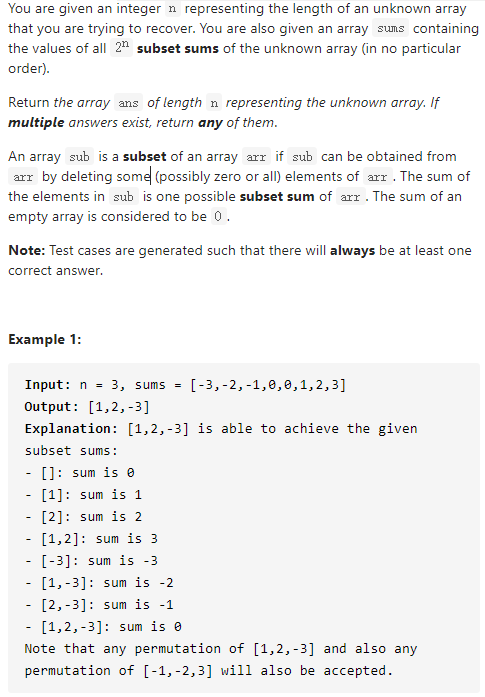 You are given an integer n representing the length of an unknown array
that you are trying to recover. You are also given an array sums containing
the values of all 2ⁿ subset sums of the unknown array (in no particular
order).
Return the array ans of length n representing the unknown array. If
multiple answers exist, return any of them.
An array sub is a subset of an array arr if sub can be obtained from
arr by deleting some (possibly zero or all) elements of arr . The sum of
the elements in sub is one possible subset sum of arr . The sum of an
empty array is considered to be 0 .
Note: Test cases are generated such that there will always be at least one
correct answer.
Example 1:
Input: n = 3, sums = [-3,-2,-1,0,0,1,2,3]
Output: [1,2,-3]
Explanation: [1,2,-3] is able to achieve the given
subset sums:
- []: sum is 0
- [1]: sum is 1
- [2]: sum is 2
- [1,2]: sum is 3
- [-3]: sum is -3
- [1,-3]: sum is -2
- [2,-3]: sum is -1
- [1,2,-3]: sum is 0
Note that any permutation of [1,2,-3] and also any
permutation of [-1,-2,3] will also be accepted.